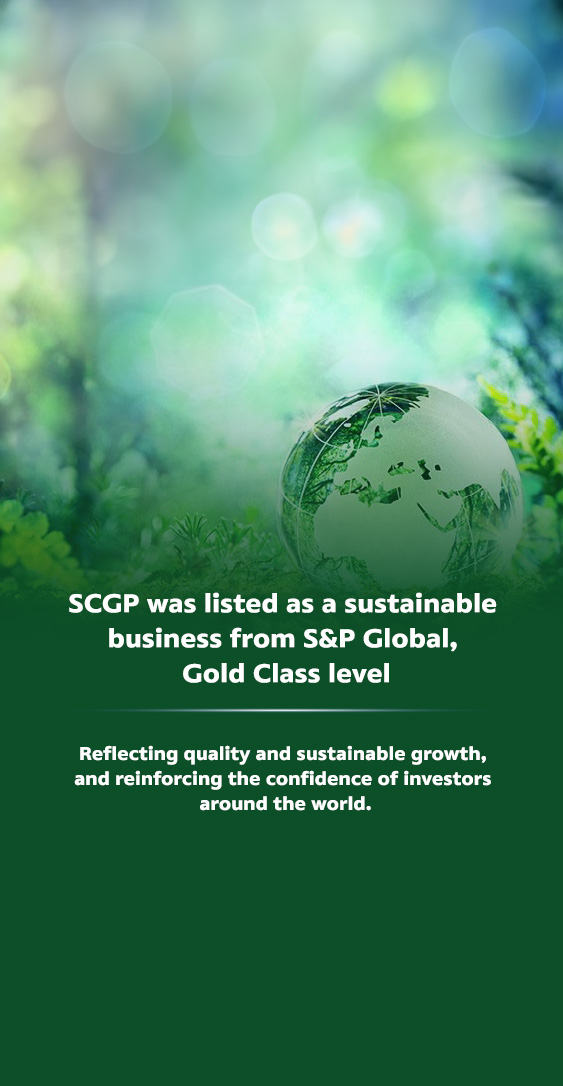 SCGP was listed as a sustainable
business from S&P Global,
Gold Class level
Reflecting quality and sustainable growth,
and reinforcing the confidence of investors
around the world.